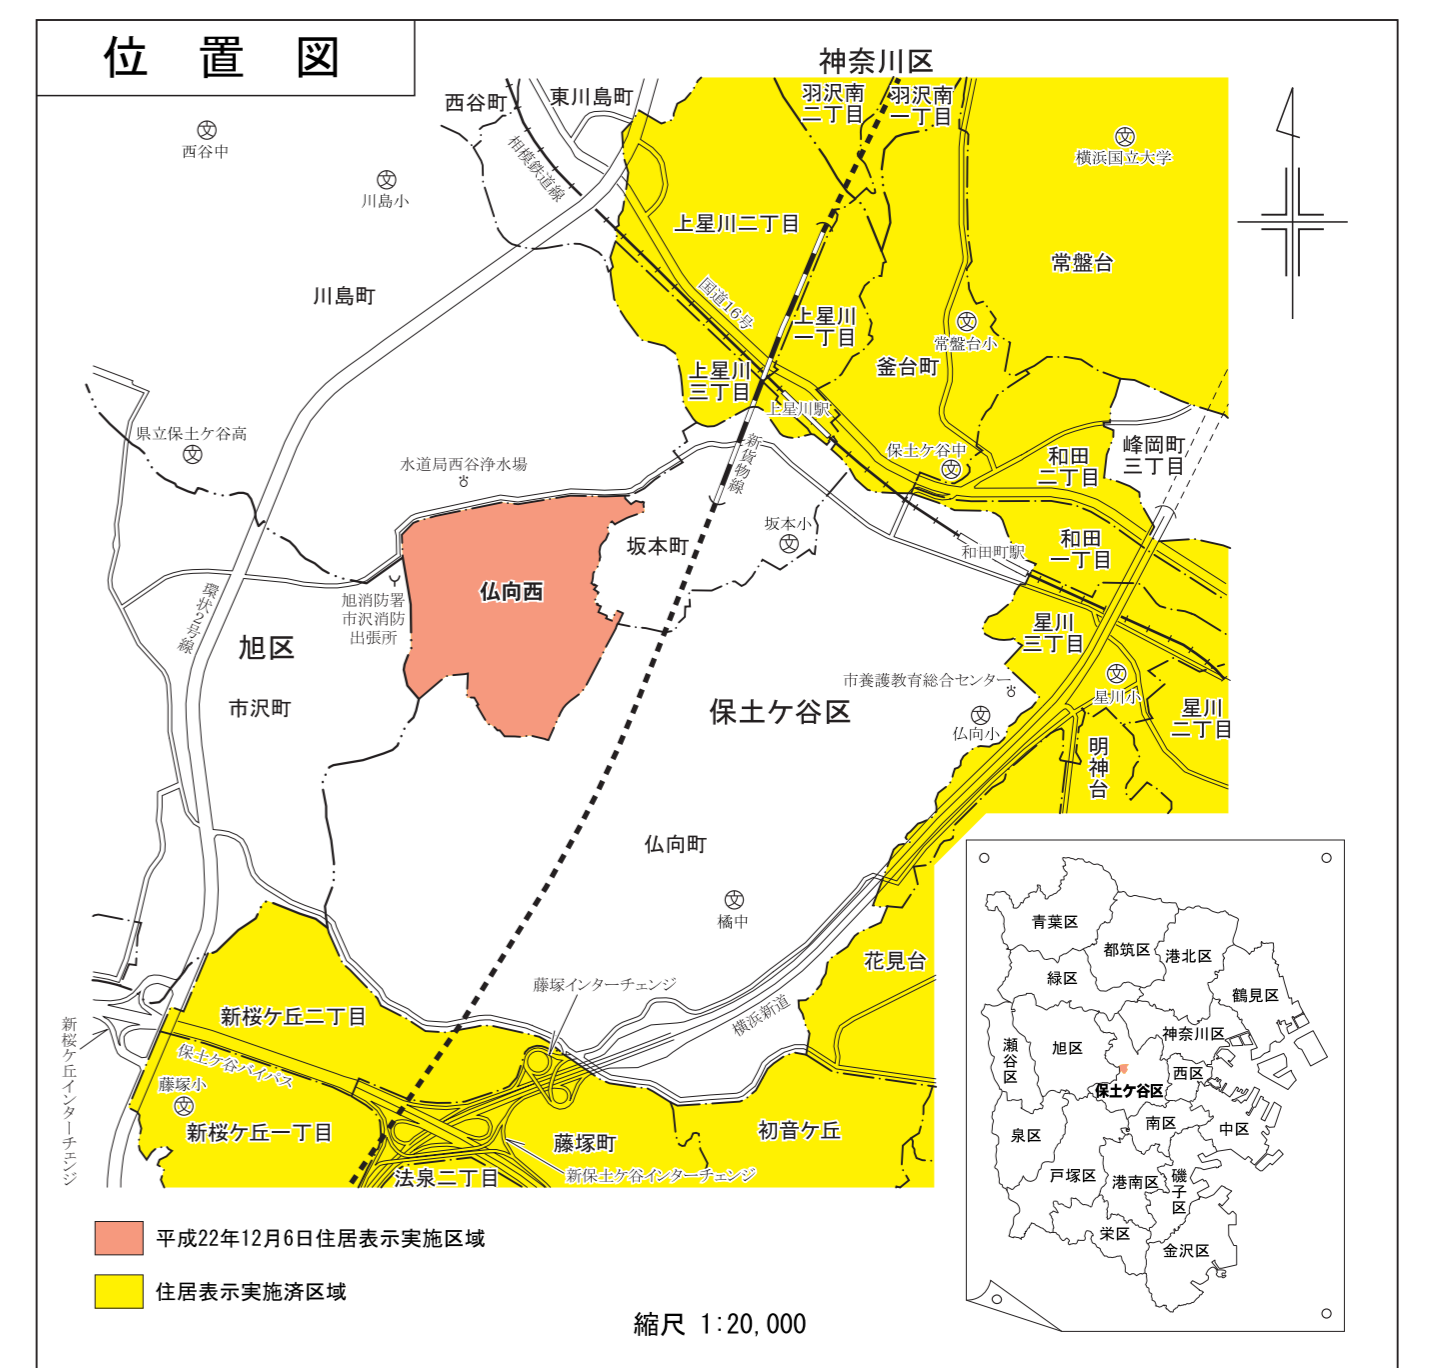 位置図
神奈川区
西谷町
東川島町
羽沢南
二丁目
羽沢南
一丁目
西谷中
相模鉄道線
横浜国立大学
川島小
上星川二丁目
常盤台
川島町
国道16号
上星川
一丁目
常盤台小
釜台町
上星川
三丁目
上星川駅
県立保土ケ谷高
水道局西谷浄水場
新貨物線
保土ケ谷中
和田
二丁目
峰岡町
三丁目
坂本小
坂本町
和田町駅
和田
一丁目
仏向西
旭消防署
市沢消防
出張所
環状2号線
旭区
星川
三丁目
市養護教育総合センター
星川小
市沢町
保土ケ谷区
仏向小
星川
二丁目
明神台
仏向町
橘中
花見台
藤塚インターチェンジ
横浜新道
新桜ケ丘二丁目
新桜ケ丘インターチェンジ
保土ケ谷バイパス
藤塚小
新桜ケ丘一丁目
藤塚町
初音ケ丘
新保土ケ谷インターチェンジ
法泉二丁目
青葉区
都筑区
港北区
緑区
鶴見区
神奈川区
瀬谷区
旭区
西区
保土ケ谷区
南区
中区
泉区
戸塚区
港南区
磯子区
栄区
金沢区
平成22年12月6日住居表示実施区域
住居表示実施済区域
縮尺 1:20,000